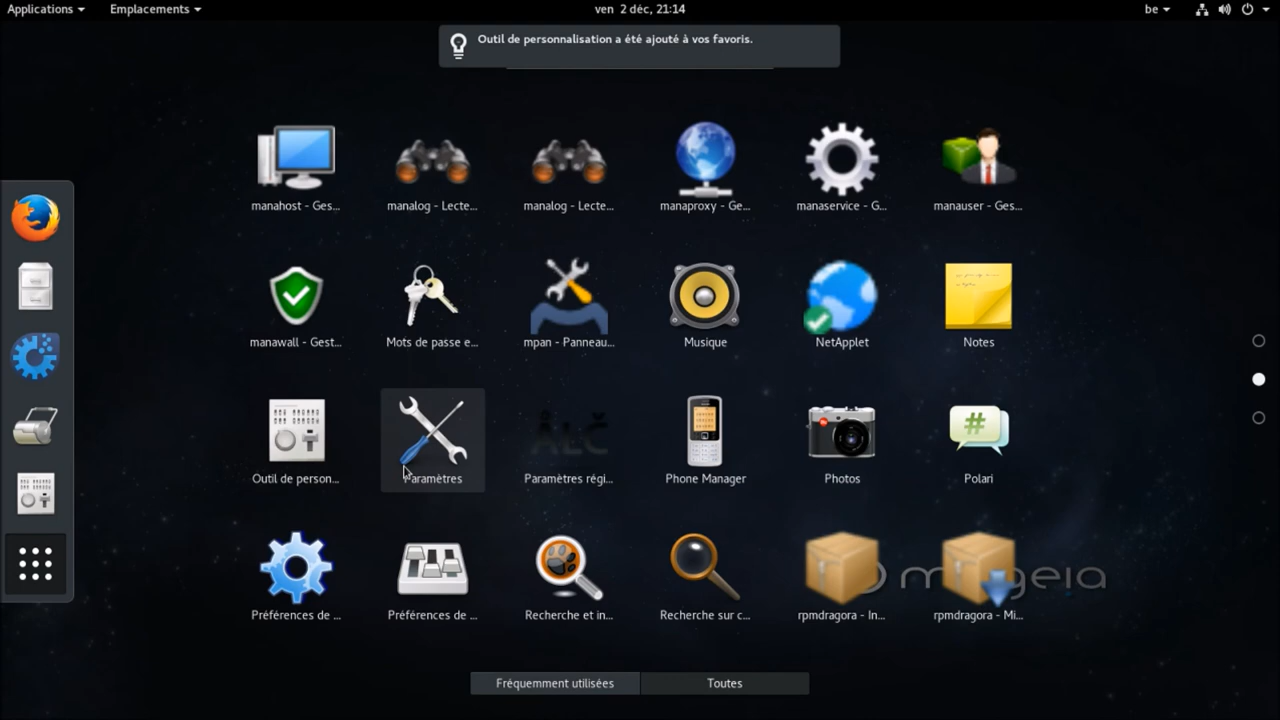 Applications
Emplacements
ven 2 déc, 21:14
be
Outil de personnalisation a été ajouté à vos favoris.
manahost - Ges...
manalog - Lecte...
manalog - Lecte...
manaproxy - Ge...
manaservice - G...
manauser - Ges...
manawall - Gest...
Mots de passe e...
mpan - Panneau...
Musique
NetApplet
Notes
ÅŁČ
Outil de person...
Paramètres
Paramètres régi...
Phone Manager
Photos
#
Polari
Préférences de ...
Préférences de ...
Recherche et in...
Recherche sur c...
rpmdragora - In...
rpmdragora - Mi...
Fréquemment utilisées
Toutes